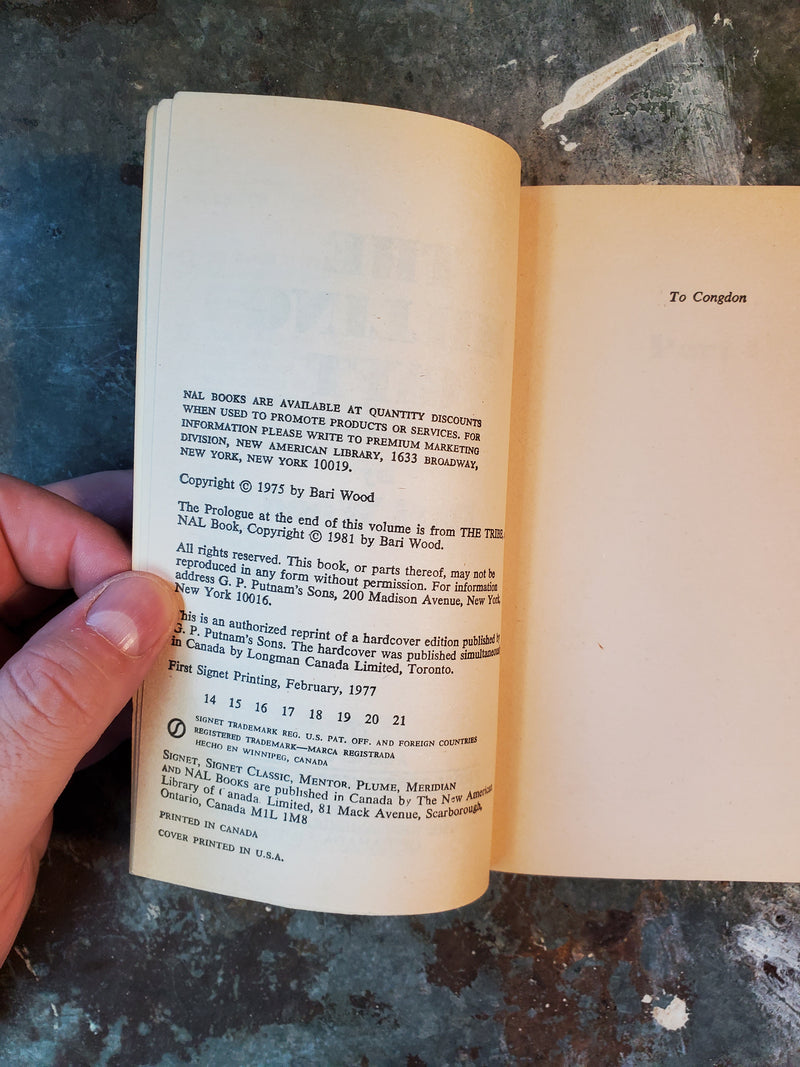 NAL BOOKS ARE AVAILABLE AT QUANTITY DISCOUNTS
WHEN USED TO PROMOTE PRODUCTS OR SERVICES. FOR
INFORMATION PLEASE WRITE TO PREMIUM MARKETING
DIVISION, NEW AMERICAN LIBRARY, 1633 BROADWAY,
NEW YORK, NEW YORK 10019.
Copyright © 1975 by Bari Wood
The Prologue at the end of this volume is from THE TRIBE
NAL Book, Copyright © 1981 by Bari Wood.
All rights reserved. This book, or parts thereof, may not be
reproduced in any form without permission. For information
address G. P. Putnam's Sons, 200 Madison Avenue, New York,
New York 10016.
This is an authorized reprint of a hardcover edition published by
G. P. Putnam's Sons. The hardcover was published
in Canada by Longman Canada Limited, Toronto.
First Signet Printing, February, 1977
14 15 16 17 18 19 20 21
SIGNET TRADEMARK REG. U.S. PAT. OFF. AND FOREIGN COUNTRIES
REGISTERED TRADEMARK—MARCA REGISTRADA
HECHO EN WINNIPEG, CANADA
SIGNET, SIGNET CLASSIC, MENTOR, PLUME, MERIDIAN
AND NAL BOOKS are published in Canada by The New American
Library of Canada Limited, 81 Mack Avenue, Scarborough,
Ontario, Canada M1L 1M8
PRINTED IN CANADA
COVER PRINTED IN U.S.A.
To Congdon